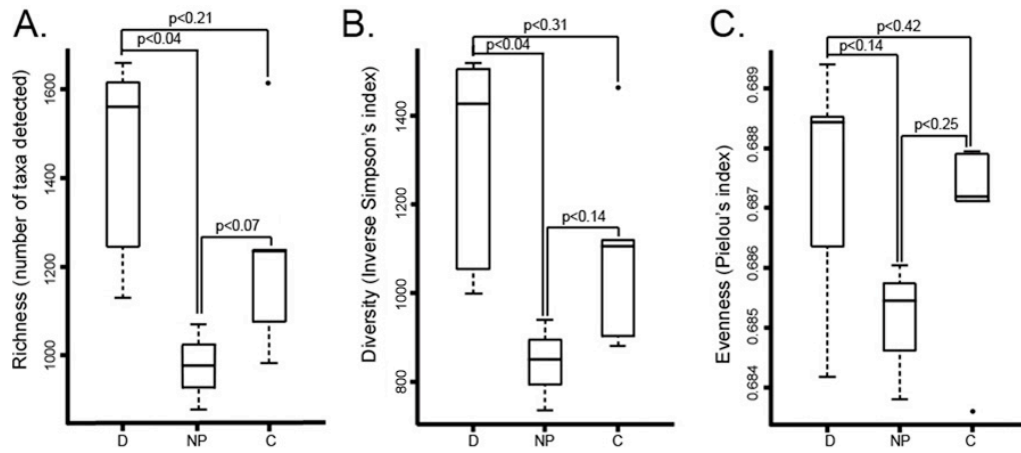 A.
p<0.21
p<0.04
p<0.07
Richness (number of taxa detected)
1600
1400
1200
1000
D NP C
B.
p<0.31
p<0.04
p<0.14
Diversity (Inverse Simpson's index)
1400
1200
1000
800
D NP C
C.
p<0.42
p<0.14
p<0.25
Evenness (Pielou's index)
0.689
0.688
0.687
0.686
0.685
0.684
D NP C